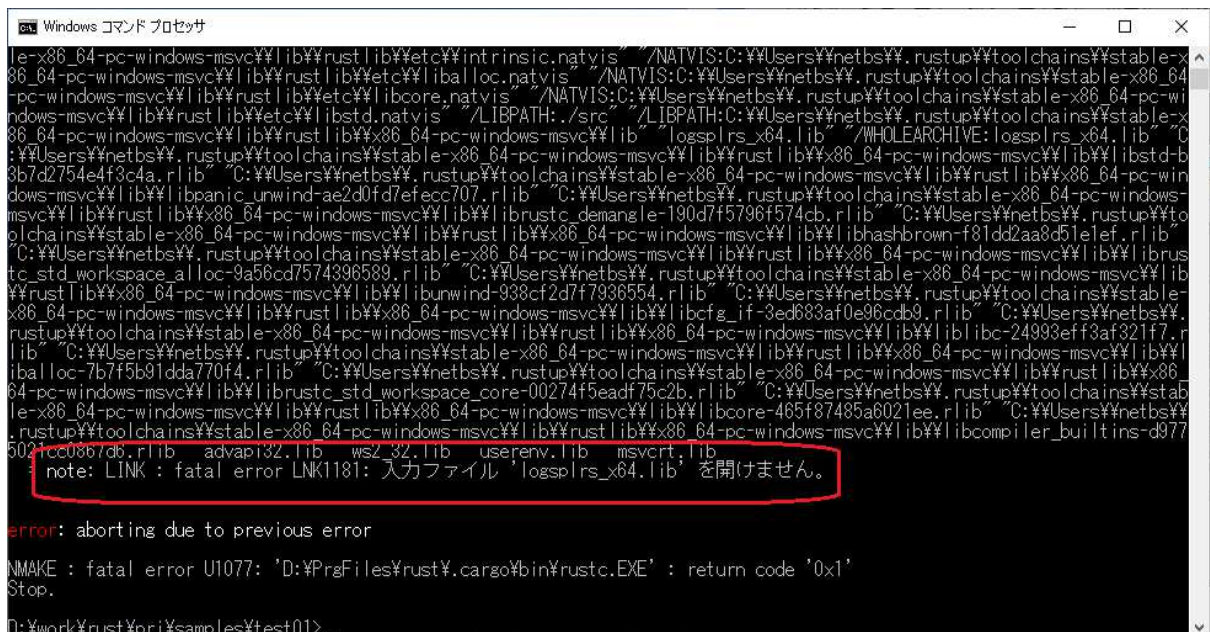 Windows コマンド プロセッサ
le-x86_64-pc-windows-msvc¥¥lib¥¥rustlib¥¥etc¥¥intrinsic.natvis" "/NATVIS:C:¥¥Users¥¥netbs¥¥.rustup¥¥toolchains¥¥stable-x
86_64-pc-windows-msvc¥¥lib¥¥rustlib¥¥etc¥¥liballoc.natvis" "/NATVIS:C:¥¥Users¥¥netbs¥¥.rustup¥¥toolchains¥¥stable-x86_64
-pc-windows-msvc¥¥lib¥¥rustlib¥¥etc¥¥libcore.natvis" "/NATVIS:C:¥¥Users¥¥netbs¥¥.rustup¥¥toolchains¥¥stable-x86_64-pc-wi
ndows-msvc¥¥lib¥¥rustlib¥¥etc¥¥libstd.natvis" "/LIBPATH:./src" "/LIBPATH:C:¥¥Users¥¥netbs¥¥.rustup¥¥toolchains¥¥stable-x
86_64-pc-windows-msvc¥¥lib¥¥rustlib¥¥x86_64-pc-windows-msvc¥¥lib" "logsplrs_x64.lib" "/WHOLEARCHIVE:logsplrs_x64.lib" "C
:¥¥Users¥¥netbs¥¥.rustup¥¥toolchains¥¥stable-x86_64-pc-windows-msvc¥¥lib¥¥rustlib¥¥x86_64-pc-windows-msvc¥¥lib¥¥libstd-b
3b7d2754e4f3c4a.rlib" "C:¥¥Users¥¥netbs¥¥.rustup¥¥toolchains¥¥stable-x86_64-pc-windows-msvc¥¥lib¥¥rustlib¥¥x86_64-pc-win
dows-msvc¥¥lib¥¥libpanic_unwind-ae2d0fd7efecc707.rlib" "C:¥¥Users¥¥netbs¥¥.rustup¥¥toolchains¥¥stable-x86_64-pc-windows-
msvc¥¥lib¥¥rustlib¥¥x86_64-pc-windows-msvc¥¥lib¥¥librustc_demangle-190d7f5796f574cb.rlib" "C:¥¥Users¥¥netbs¥¥.rustup¥¥to
olchains¥¥stable-x86_64-pc-windows-msvc¥¥lib¥¥rustlib¥¥x86_64-pc-windows-msvc¥¥lib¥¥libhashbrown-f81dd2aa8d51e1ef.rlib"
"C:¥¥Users¥¥netbs¥¥.rustup¥¥toolchains¥¥stable-x86_64-pc-windows-msvc¥¥lib¥¥rustlib¥¥x86_64-pc-windows-msvc¥¥lib¥¥librus
tc_std_workspace_alloc-9a56cd7574396589.rlib" "C:¥¥Users¥¥netbs¥¥.rustup¥¥toolchains¥¥stable-x86_64-pc-windows-msvc¥¥lib
¥¥rustlib¥¥x86_64-pc-windows-msvc¥¥lib¥¥libunwind-938cf2d7f7936554.rlib" "C:¥¥Users¥¥netbs¥¥.rustup¥¥toolchains¥¥stable-
x86_64-pc-windows-msvc¥¥lib¥¥rustlib¥¥x86_64-pc-windows-msvc¥¥lib¥¥libcfg_if-3ed683af0e96cdb9.rlib" "C:¥¥Users¥¥netbs¥¥.
rustup¥¥toolchains¥¥stable-x86_64-pc-windows-msvc¥¥lib¥¥rustlib¥¥x86_64-pc-windows-msvc¥¥lib¥¥liblibc-24993eff3af321f7.r
lib" "C:¥¥Users¥¥netbs¥¥.rustup¥¥toolchains¥¥stable-x86_64-pc-windows-msvc¥¥lib¥¥rustlib¥¥x86_64-pc-windows-msvc¥¥lib¥¥l
iballoc-7b7f5b91dda770f4.rlib" "C:¥¥Users¥¥netbs¥¥.rustup¥¥toolchains¥¥stable-x86_64-pc-windows-msvc¥¥lib¥¥rustlib¥¥x86_
64-pc-windows-msvc¥¥lib¥¥librustc_std_workspace_core-00274f5eadf75c2b.rlib" "C:¥¥Users¥¥netbs¥¥.rustup¥¥toolchains¥¥stab
le-x86_64-pc-windows-msvc¥¥lib¥¥rustlib¥¥x86_64-pc-windows-msvc¥¥lib¥¥libcore-465f87485a6021ee.rlib" "C:¥¥Users¥¥netbs¥¥
.rustup¥¥toolchains¥¥stable-x86_64-pc-windows-msvc¥¥lib¥¥rustlib¥¥x86_64-pc-windows-msvc¥¥lib¥¥libcompiler_builtins-d977
advapi32.lib" "ws2_32.lib" "userenv.lib" "msvcrt.lib"
note: LINK : fatal error LNK1181: 入力ファイル 'logsplrs_x64.lib' を開けません。
error: aborting due to previous error
NMAKE : fatal error U1077: 'D:¥PrgFiles¥rust¥.cargo¥bin¥rustc.EXE' : return code '0x1'
Stop.
D:¥work¥rust¥prj¥samples¥test01>